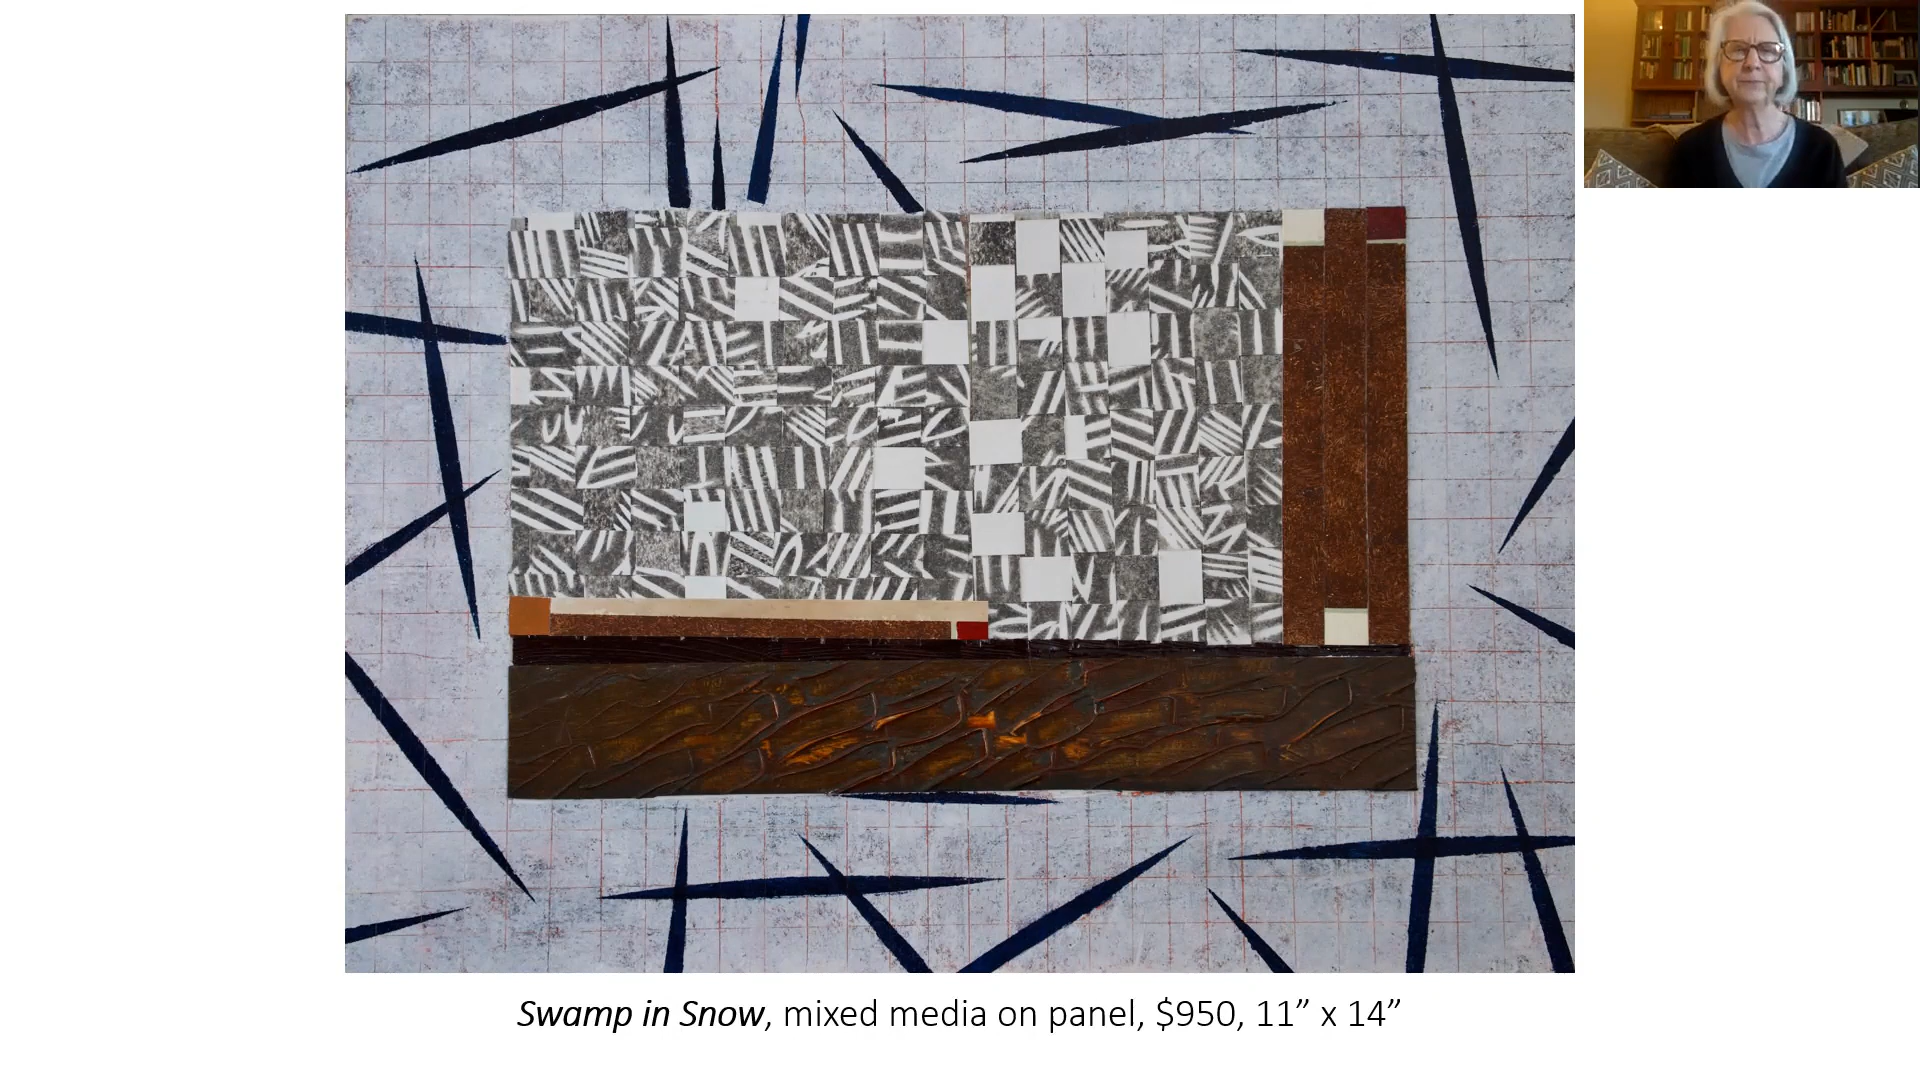 Swamp in Snow, mixed media on panel, $950, 11” x 14”